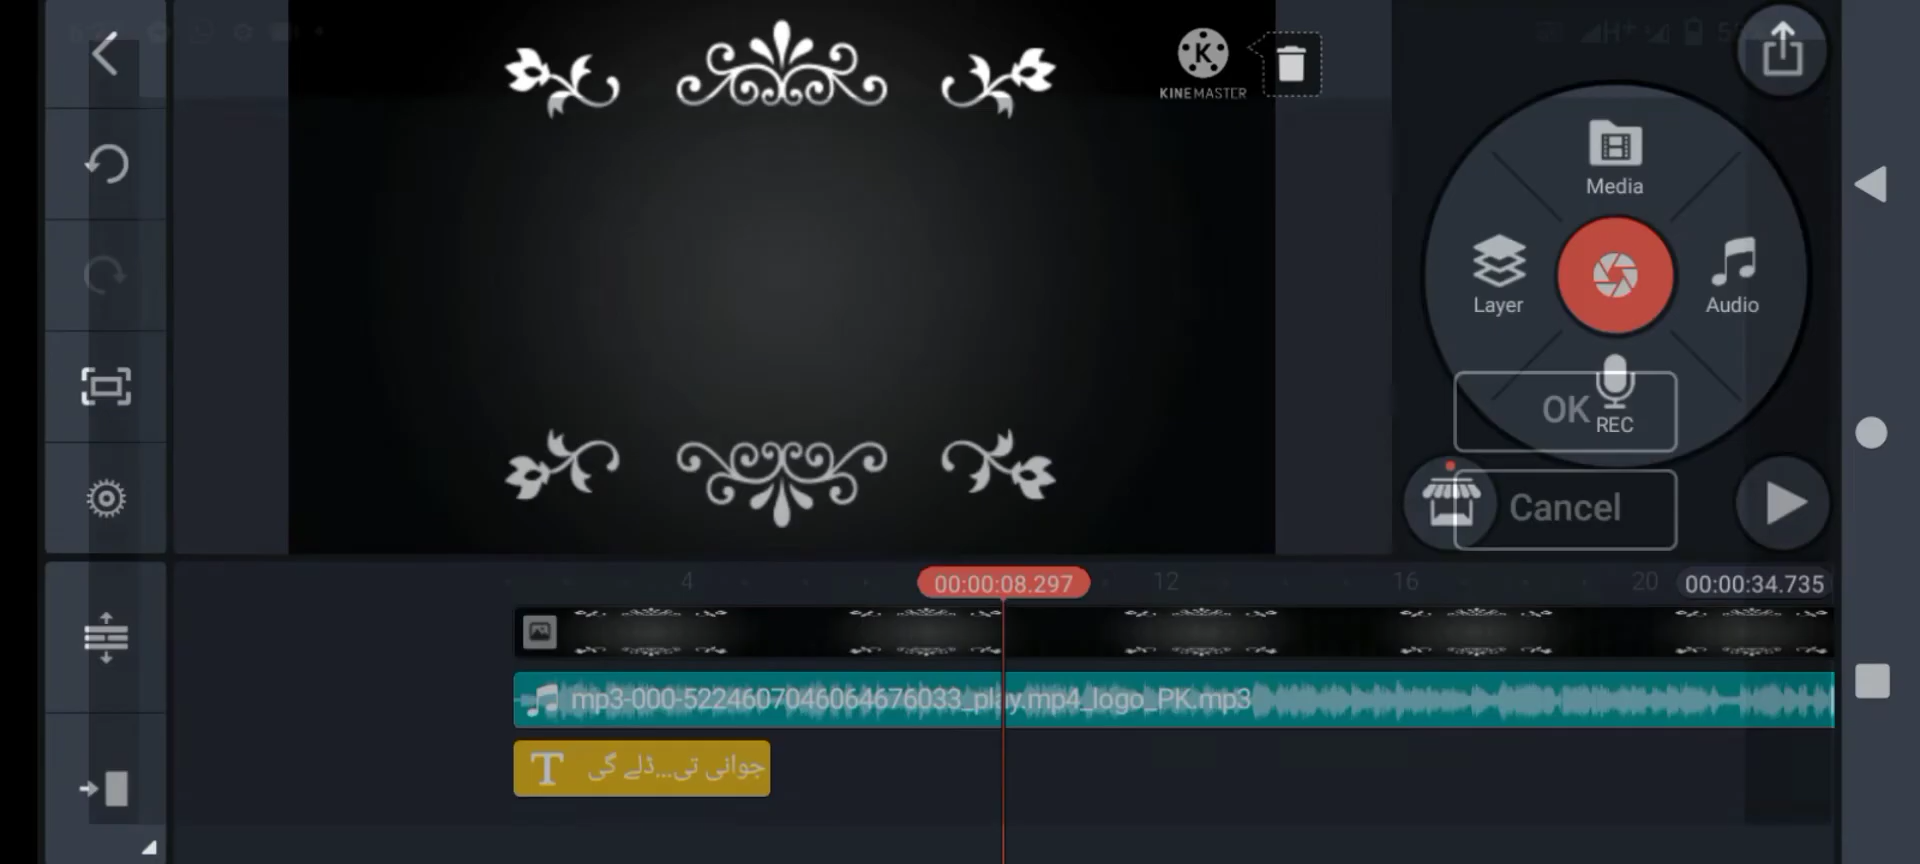 KINEMASTER
Media
Layer
Audio
OK
REC
Cancel
4
00:00:08.297
12
16
20
00:00:34.735
mp3-000-5224607046064676033_play.mp4_logo_PK.mp3
T
جوانی تی...ڈلے گی